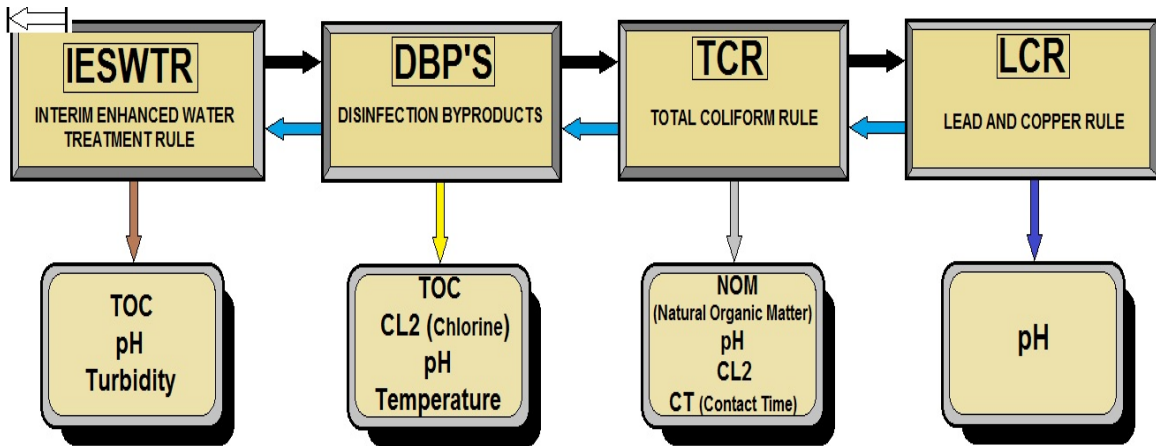 IESWTR
INTERIM ENHANCED WATER
TREATMENT RULE
DBP'S
DISINFECTION BYPRODUCTS
TCR
TOTAL COLIFORM RULE
LCR
LEAD AND COPPER RULE
TOC
pH
Turbidity
TOC
CL2 (Chlorine)
pH
Temperature
NOM
(Natural Organic Matter)
pH
CL2
CT (Contact Time)
pH